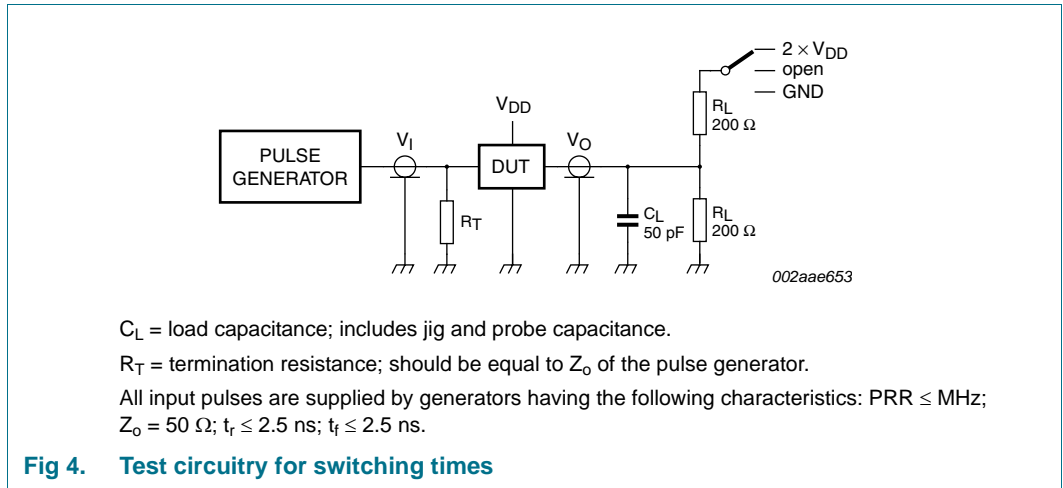 2 × VDD
open
GND
RL
200 Ω
VDD
VI
VO
PULSE
GENERATOR
DUT
RT
CL
50 pF
RL
200 Ω
002aae653
CL = load capacitance; includes jig and probe capacitance.
RT = termination resistance; should be equal to Zo of the pulse generator.
All input pulses are supplied by generators having the following characteristics: PRR ≤ MHz;
Zo = 50 Ω; tr ≤ 2.5 ns; tf ≤ 2.5 ns.
Fig 4. Test circuitry for switching times